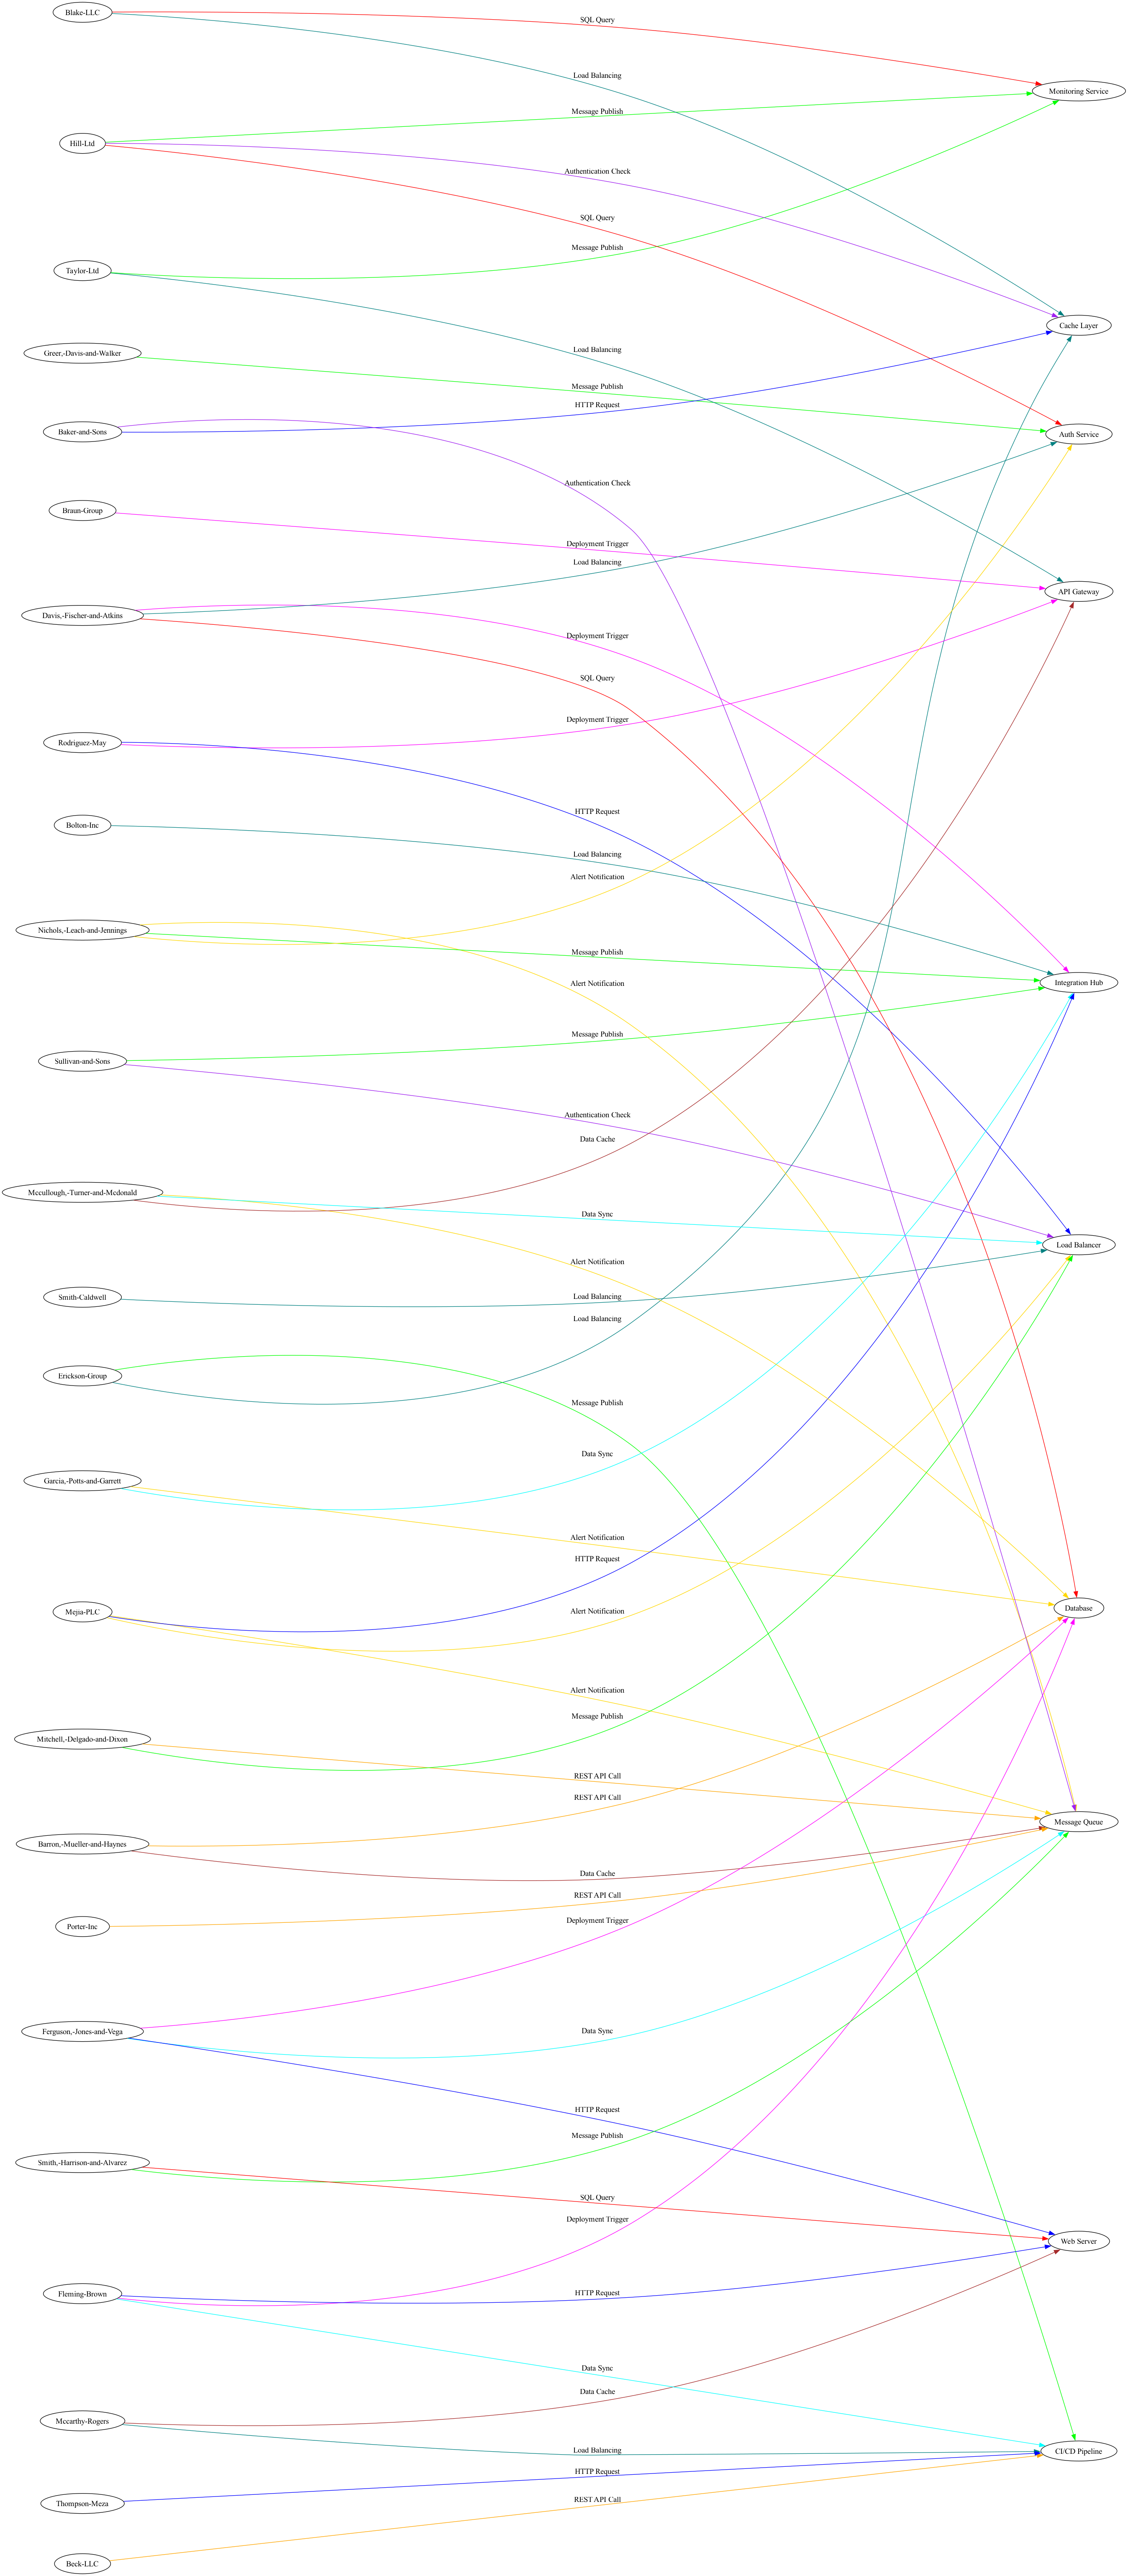 Blake-LLC
SQL Query
Load Balancing
Monitoring Service
Message Publish
Hill-Ltd
Authentication Check
SQL Query
Message Publish
Taylor-Ltd
Cache Layer
Load Balancing
Greer,-Davis-and-Walker
Message Publish
HTTP Request
Baker-and-Sons
Auth Service
Authentication Check
Braun-Group
Deployment Trigger
Load Balancing
API Gateway
Davis,-Fischer-and-Atkins
Deployment Trigger
SQL Query
Deployment Trigger
Rodriguez-May
HTTP Request
Bolton-Inc
Load Balancing
Alert Notification
Nichols,-Leach-and-Jennings
Message Publish
Alert Notification
Integration Hub
Message Publish
Sullivan-and-Sons
Authentication Check
Data Cache
Mccullough,-Turner-and-Mcdonald
Data Sync
Load Balancer
Alert Notification
Smith-Caldwell
Load Balancing
Load Balancing
Erickson-Group
Message Publish
Data Sync
Garcia,-Potts-and-Garrett
Alert Notification
HTTP Request
Database
Mejia-PLC
Alert Notification
Alert Notification
Message Publish
Mitchell,-Delgado-and-Dixon
REST API Call
REST API Call
Message Queue
Barron,-Mueller-and-Haynes
Data Cache
REST API Call
Porter-Inc
Deployment Trigger
Ferguson,-Jones-and-Vega
Data Sync
HTTP Request
Message Publish
Smith,-Harrison-and-Alvarez
SQL Query
Deployment Trigger
Web Server
Fleming-Brown
HTTP Request
Data Sync
Data Cache
Mccarthy-Rogers
Load Balancing
CI/CD Pipeline
HTTP Request
Thompson-Meza
REST API Call
Beck-LLC